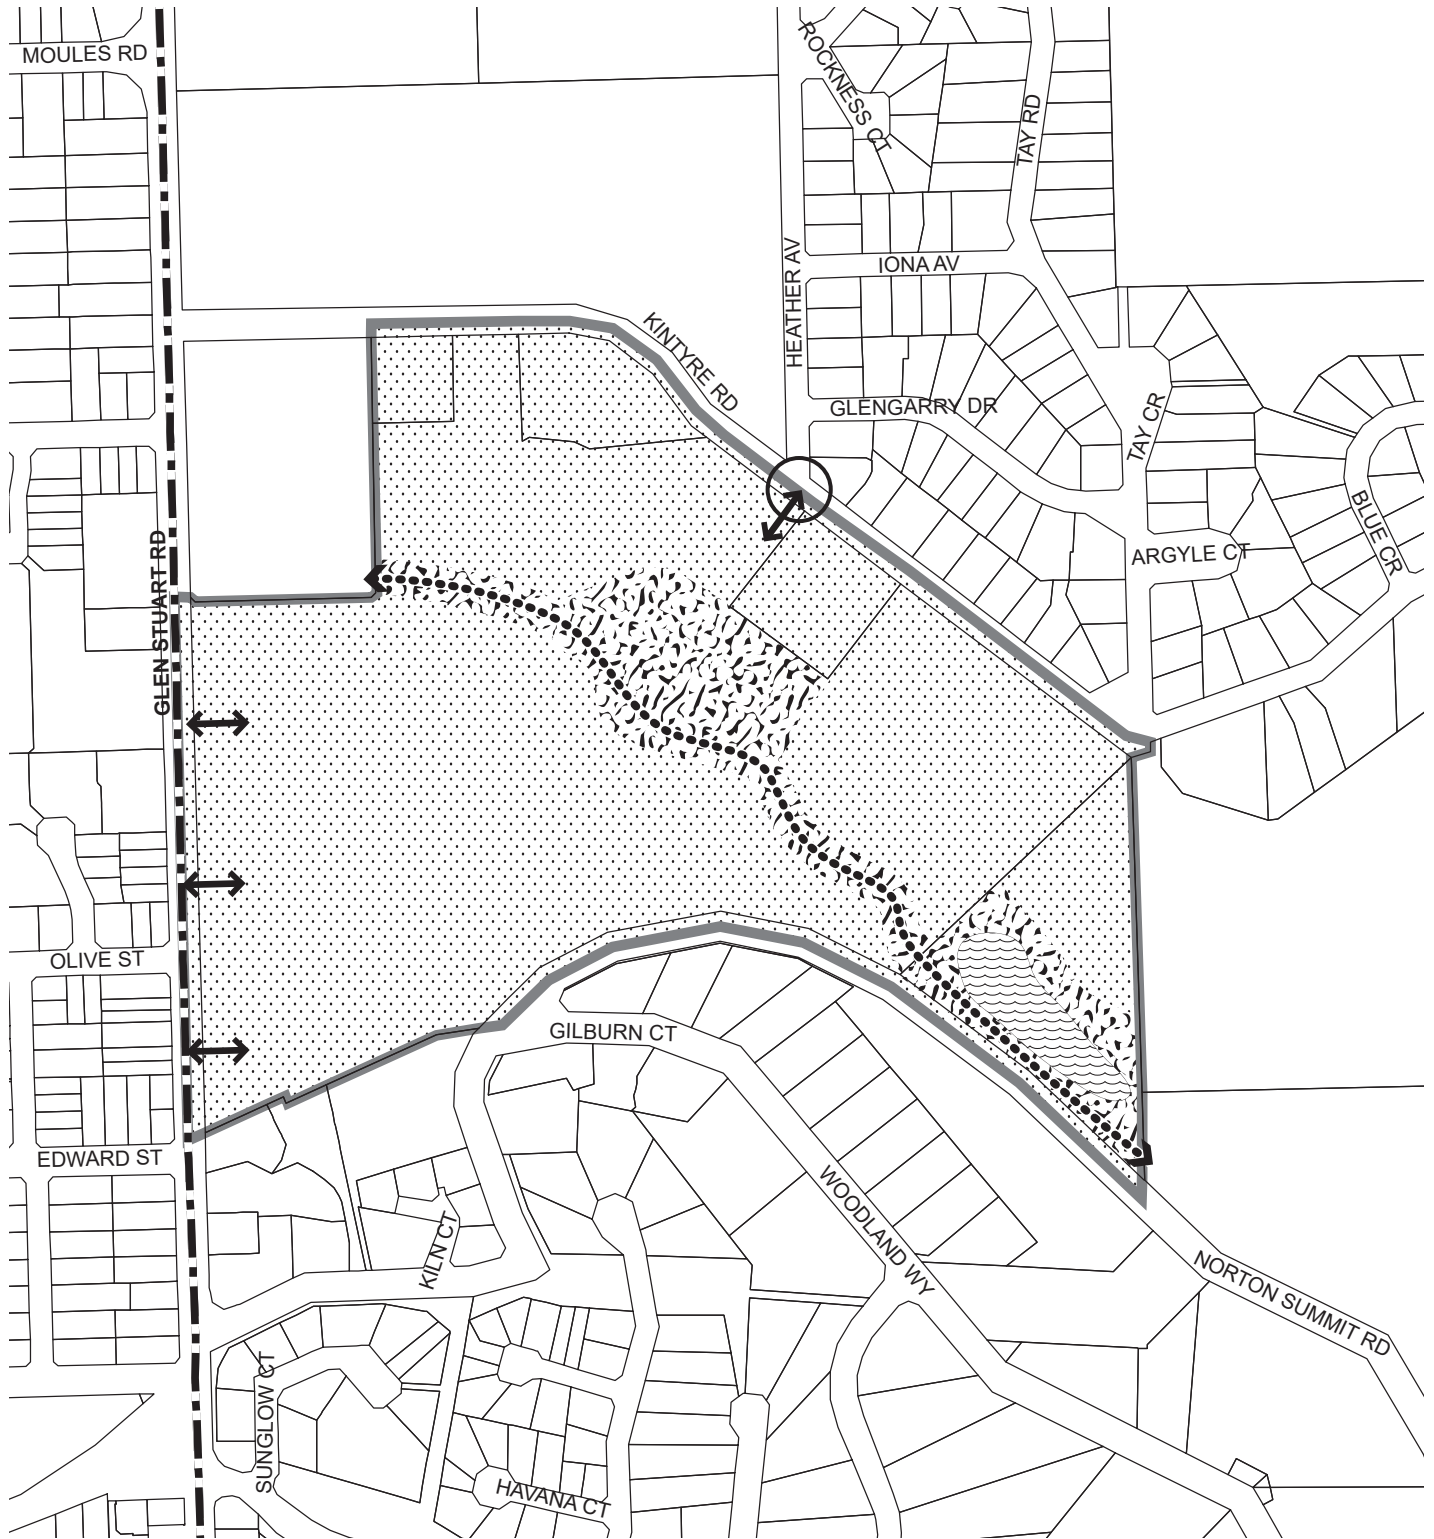 MOULES RD
ROCKNESS CT
TAY RD
IONA AV
HEATHER AV
KINTYRE RD
GLENGARRY DR
TAY CR
BLUE CR
ARGYLE CT
GLEN STUART RD
OLIVE ST
GILBURN CT
EDWARD ST
WOODLAND WY
KILN CT
NORTON SUMMIT RD
SUNGLOW CT
HAVANA CT